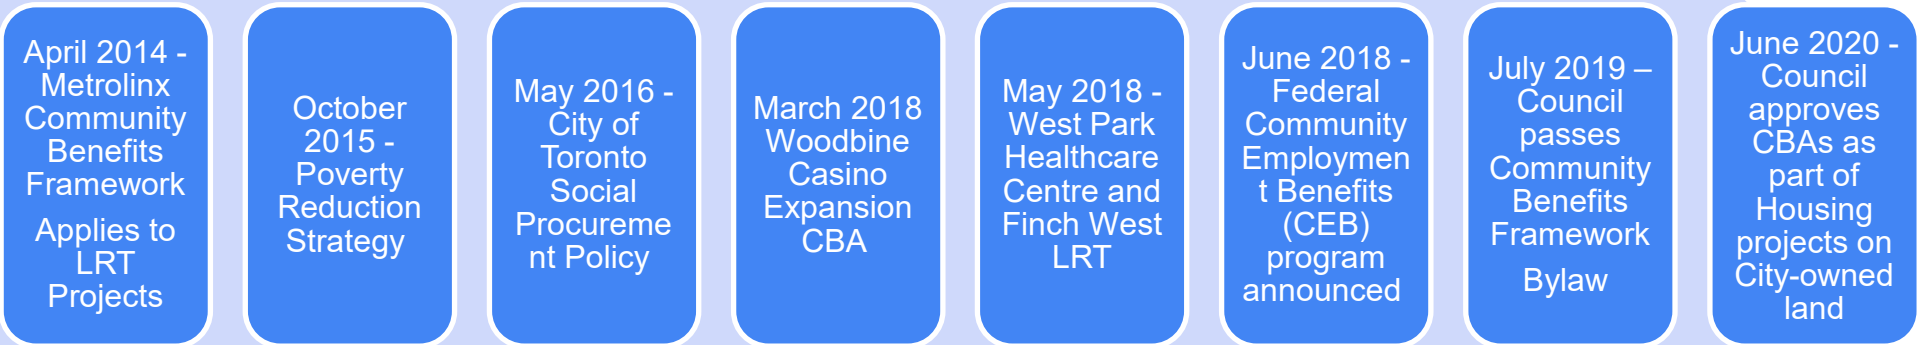 April 2014 -
Metrolinx
Community
Benefits
Framework
Applies to
LRT
Projects
October
2015 -
Poverty
Reduction
Strategy
May 2016 -
City of
Toronto
Social
Procureme
nt Policy
March 2018
Woodbine
Casino
Expansion
CBA
May 2018 -
West Park
Healthcare
Centre and
Finch West
LRT
June 2018 -
Federal
Community
Employmen
t Benefits
(CEB)
program
announced
July 2019 –
Council
passes
Community
Benefits
Framework
Bylaw
June 2020 -
Council
approves
CBAs as
part of
Housing
projects on
City-owned
land